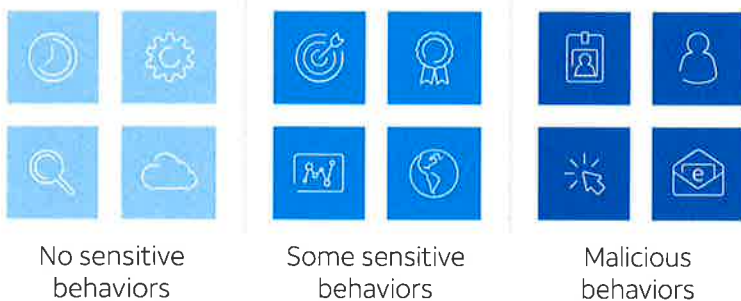 e
No sensitive
behaviors
Some sensitive
behaviors
Malicious
behaviors